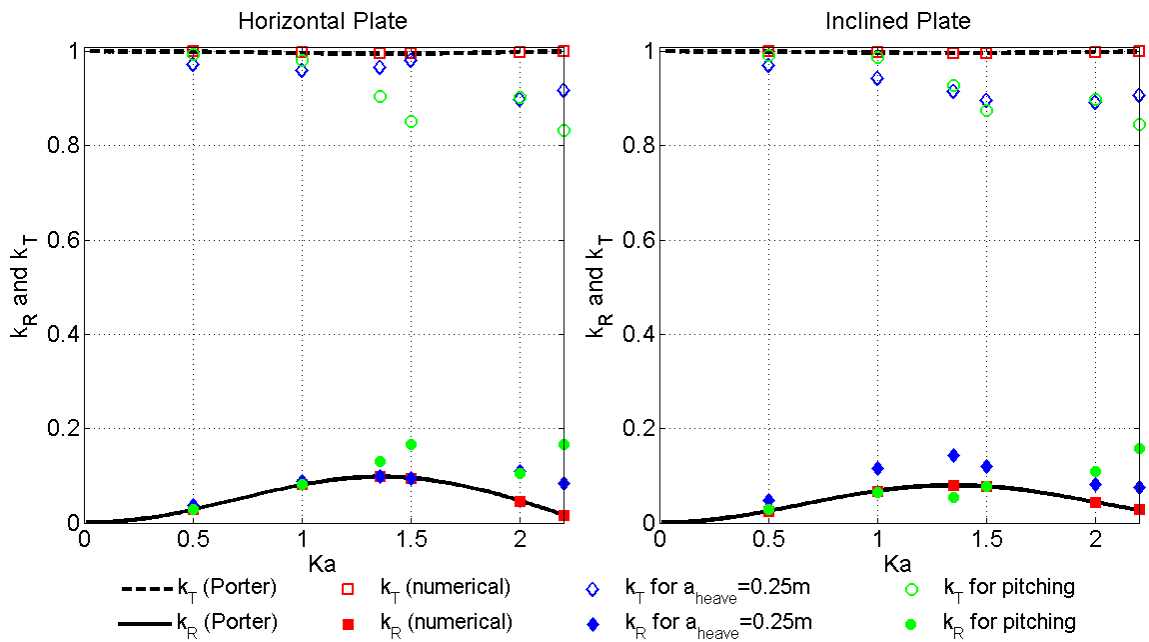 Horizontal Plate
Inclined Plate
1
0.8
0.6
0.4
0.2
0
k_R and k_T
0
0.5
1
1.5
2
Ka
1
0.8
0.6
0.4
0.2
0
k_R and k_T
0
0.5
1
1.5
2
Ka
k_T (Porter)
k_T (numerical)
k_T for a_heave=0.25m
k_T for pitching
k_R (Porter)
k_R (numerical)
k_R for a_heave=0.25m
k_R for pitching